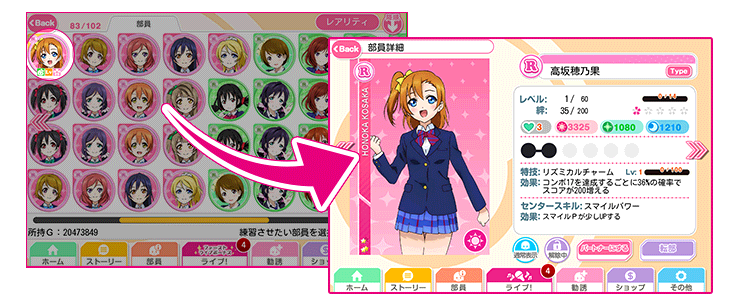 Back
83/102
部員
レアリティ
所持G：20473849
練習させたい部員を選
ホーム
ストーリー
部員
ライブ!
4
勧誘
ショ
Back
部員詳細
R
高坂穂乃果
Type
HONOKA KOSAKA
レベル: 1/ 60
絆: 35/ 200
3
3325
1080
1210
特技: リズミカルチャーム Lv: 1
効果: コンボ17を達成するごとに36%の確率で
スコアが200増える
センタースキル: スマイルパワー
効果: スマイルPが少しUPする
通常表示
解除中
パートナーにする
転部
ホーム
ストーリー
部員
ライブ!
4
勧誘
ショップ
その他